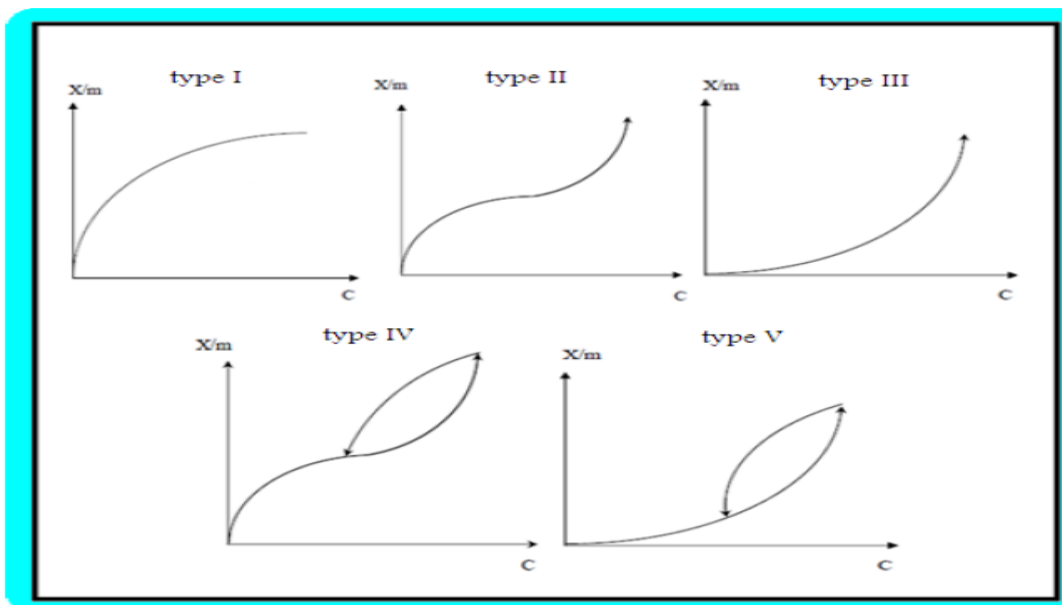 type I
X/m
C
type II
X/m
C
type III
X/m
C
type IV
X/m
C
type V
X/m
C